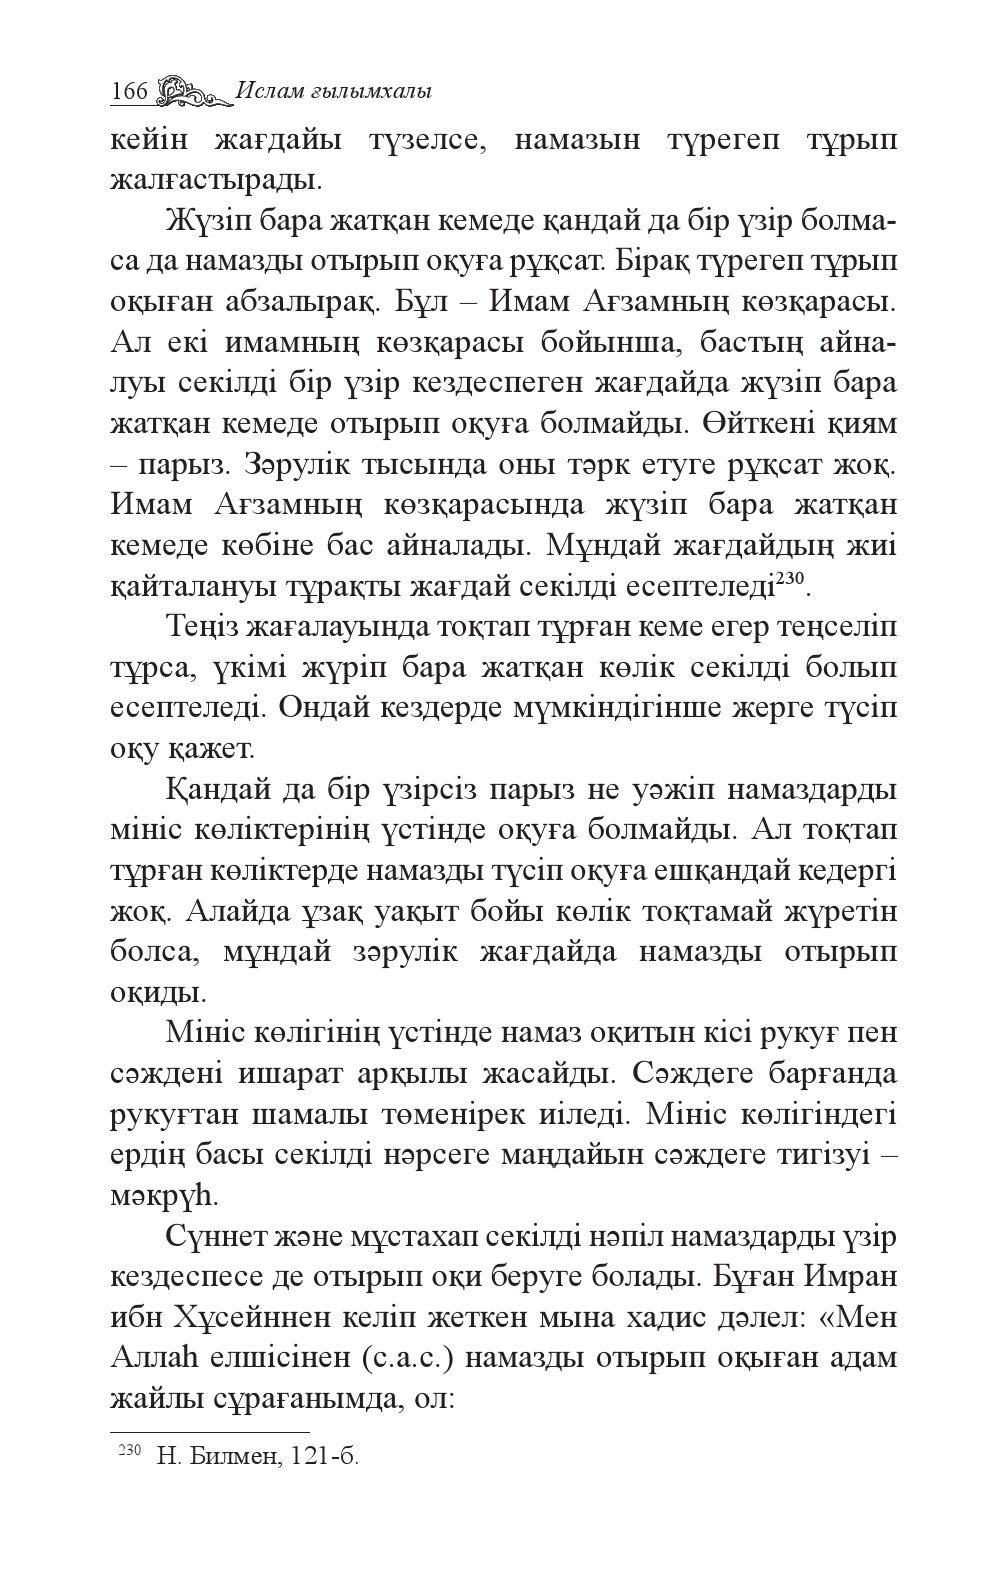 166 Ислам ғылымхалы
кейін жағдайы түзелсе, намазын түрегеп тұрып
жалғастырады.
Жүзіп бара жатқан кемеде қандай да бір үзір болма-
са да намазды отырып оқуға рұқсат. Бірақ түрегеп тұрып
оқыған абзалырақ. Бұл – Имам Ағзамның көзқарасы.
Ал екі имамның көзқарасы бойынша, бастың айна-
луы секілді бір үзір кездеспеген жағдайда жүзіп бара
жатқан кемеде отырып оқуға болмайды. Өйткені қиям
– парыз. Зәрулік тысында оны тәрк етуге рұқсат жоқ.
Имам Ағзамның көзқарасында жүзіп бара жатқан
кемеде көбіне бас айналады. Мұндай жағдайдың жиі
қайталануы тұрақты жағдай секілді есептеледі²³⁰.
Теңіз жағалауында тоқтап тұрған кеме егер теңселіп
тұрса, үкімі жүріп бара жатқан көлік секілді болып
есептеледі. Ондай кездерде мүмкіндігінше жерге түсіп
оқу қажет.
Қандай да бір үзірсіз парыз не уәжіп намаздарды
мініс көліктерінің үстінде оқуға болмайды. Ал тоқтап
тұрған көліктерде намазды түсіп оқуға ешқандай кедергі
жоқ. Алайда ұзақ уақыт бойы көлік тоқтамай жүретін
болса, мұндай зәрулік жағдайда намазды отырып
оқиды.
Мініс көлігінің үстінде намаз оқитын кісі рукуғ пен
сәждені ишарат арқылы жасайды. Сәждеге барғанда
рукуғтан шамалы төменірек иіледі. Мініс көлігіндегі
ердің басы секілді нәрсеге маңдайын сәждеге тигізуі –
мәкрүһ.
Сүннет және мұстахап секілді нәпіл намаздарды үзір
кездеспесе де отырып оқи беруге болады. Бұған Имран
ибн Хұсейннен келіп жеткен мына хадис дәлел: «Мен
Аллаһ елшісінен (с.а.с.) намазды отырып оқыған адам
жайлы сұрағанымда, ол:
²³⁰ Н. Билмен, 121-б.